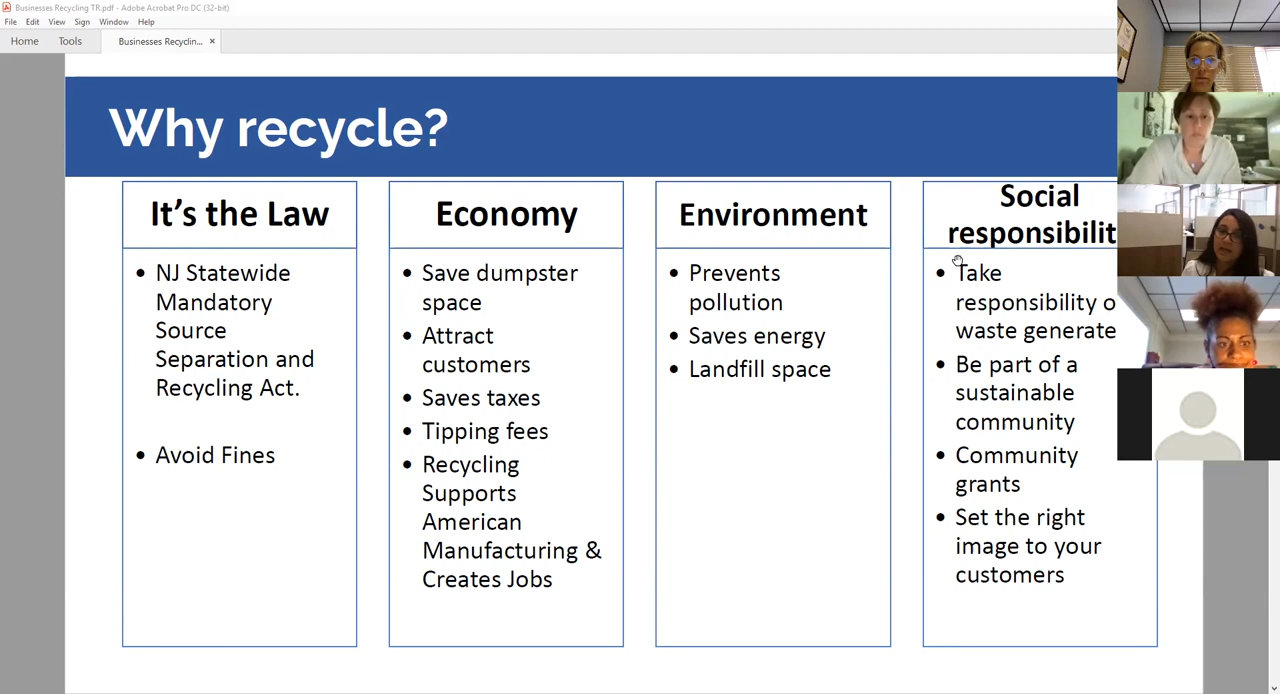 Businesses Recycling TR.pdf - Adobe Acrobat Pro DC (32-bit)
File Edit View Sign Window Help
Home Tools Businesses Recyclin... ×
Why recycle?
It's the Law
• NJ Statewide
Mandatory
Source
Separation and
Recycling Act.
• Avoid Fines
Economy
• Save dumpster
space
• Attract
customers
• Saves taxes
• Tipping fees
• Recycling
Supports
American
Manufacturing &
Creates Jobs
Environment
• Prevents
pollution
• Saves energy
• Landfill space
Social
responsibilit
• Take
responsibility o
waste generate
• Be part of a
sustainable
community
• Community
grants
• Set the right
image to your
customers